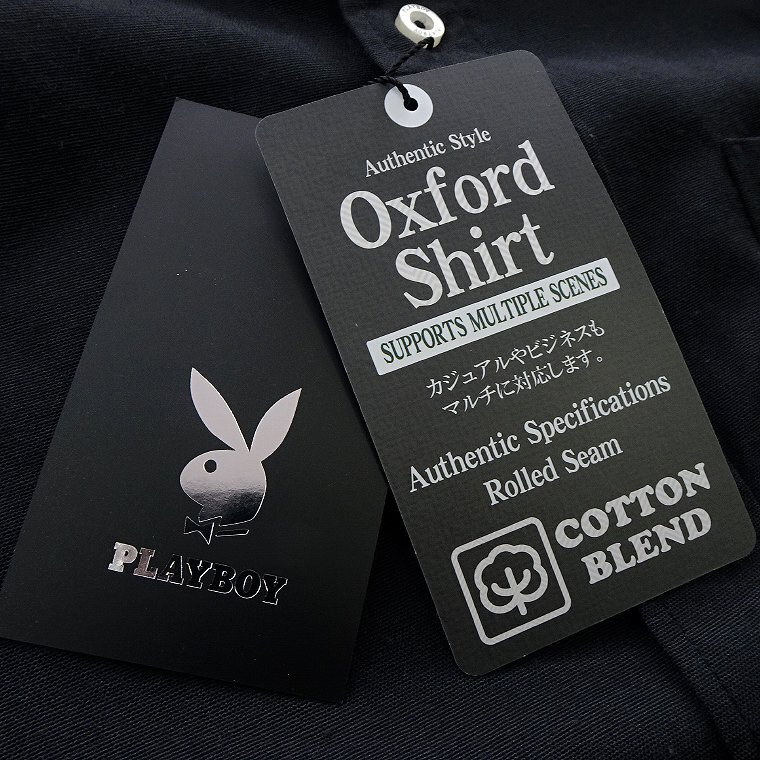 Authentic Style
Oxford
Shirt
SUPPORTS MULTIPLE SCENES
カジュアルやビジネスも
マルチに対応します。
Authentic Specifications
Rolled Seam
COTTON
BLEND
PLAYBOY